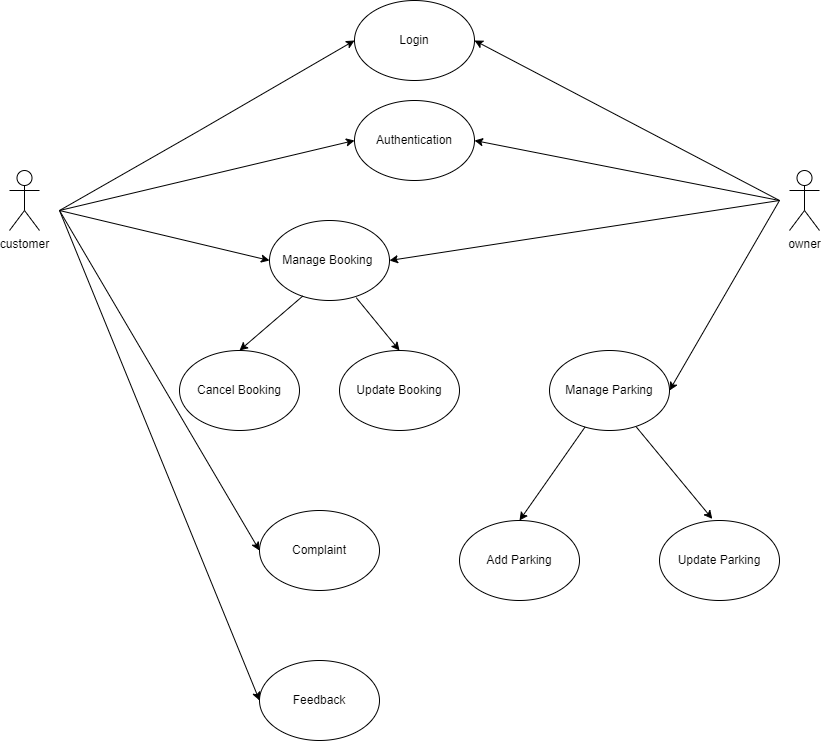 Login
Authentication
customer
owner
Manage Booking
Cancel Booking
Update Booking
Manage Parking
Complaint
Add Parking
Update Parking
Feedback